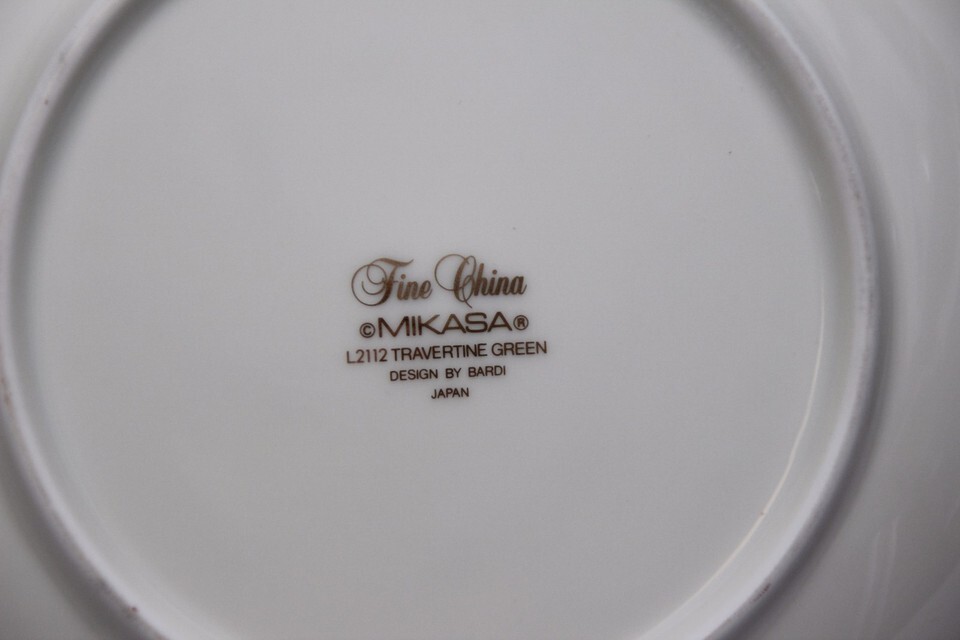 Fine China
©MIKASA®
L2112 TRAVERTINE GREEN
DESIGN BY BARDI
JAPAN